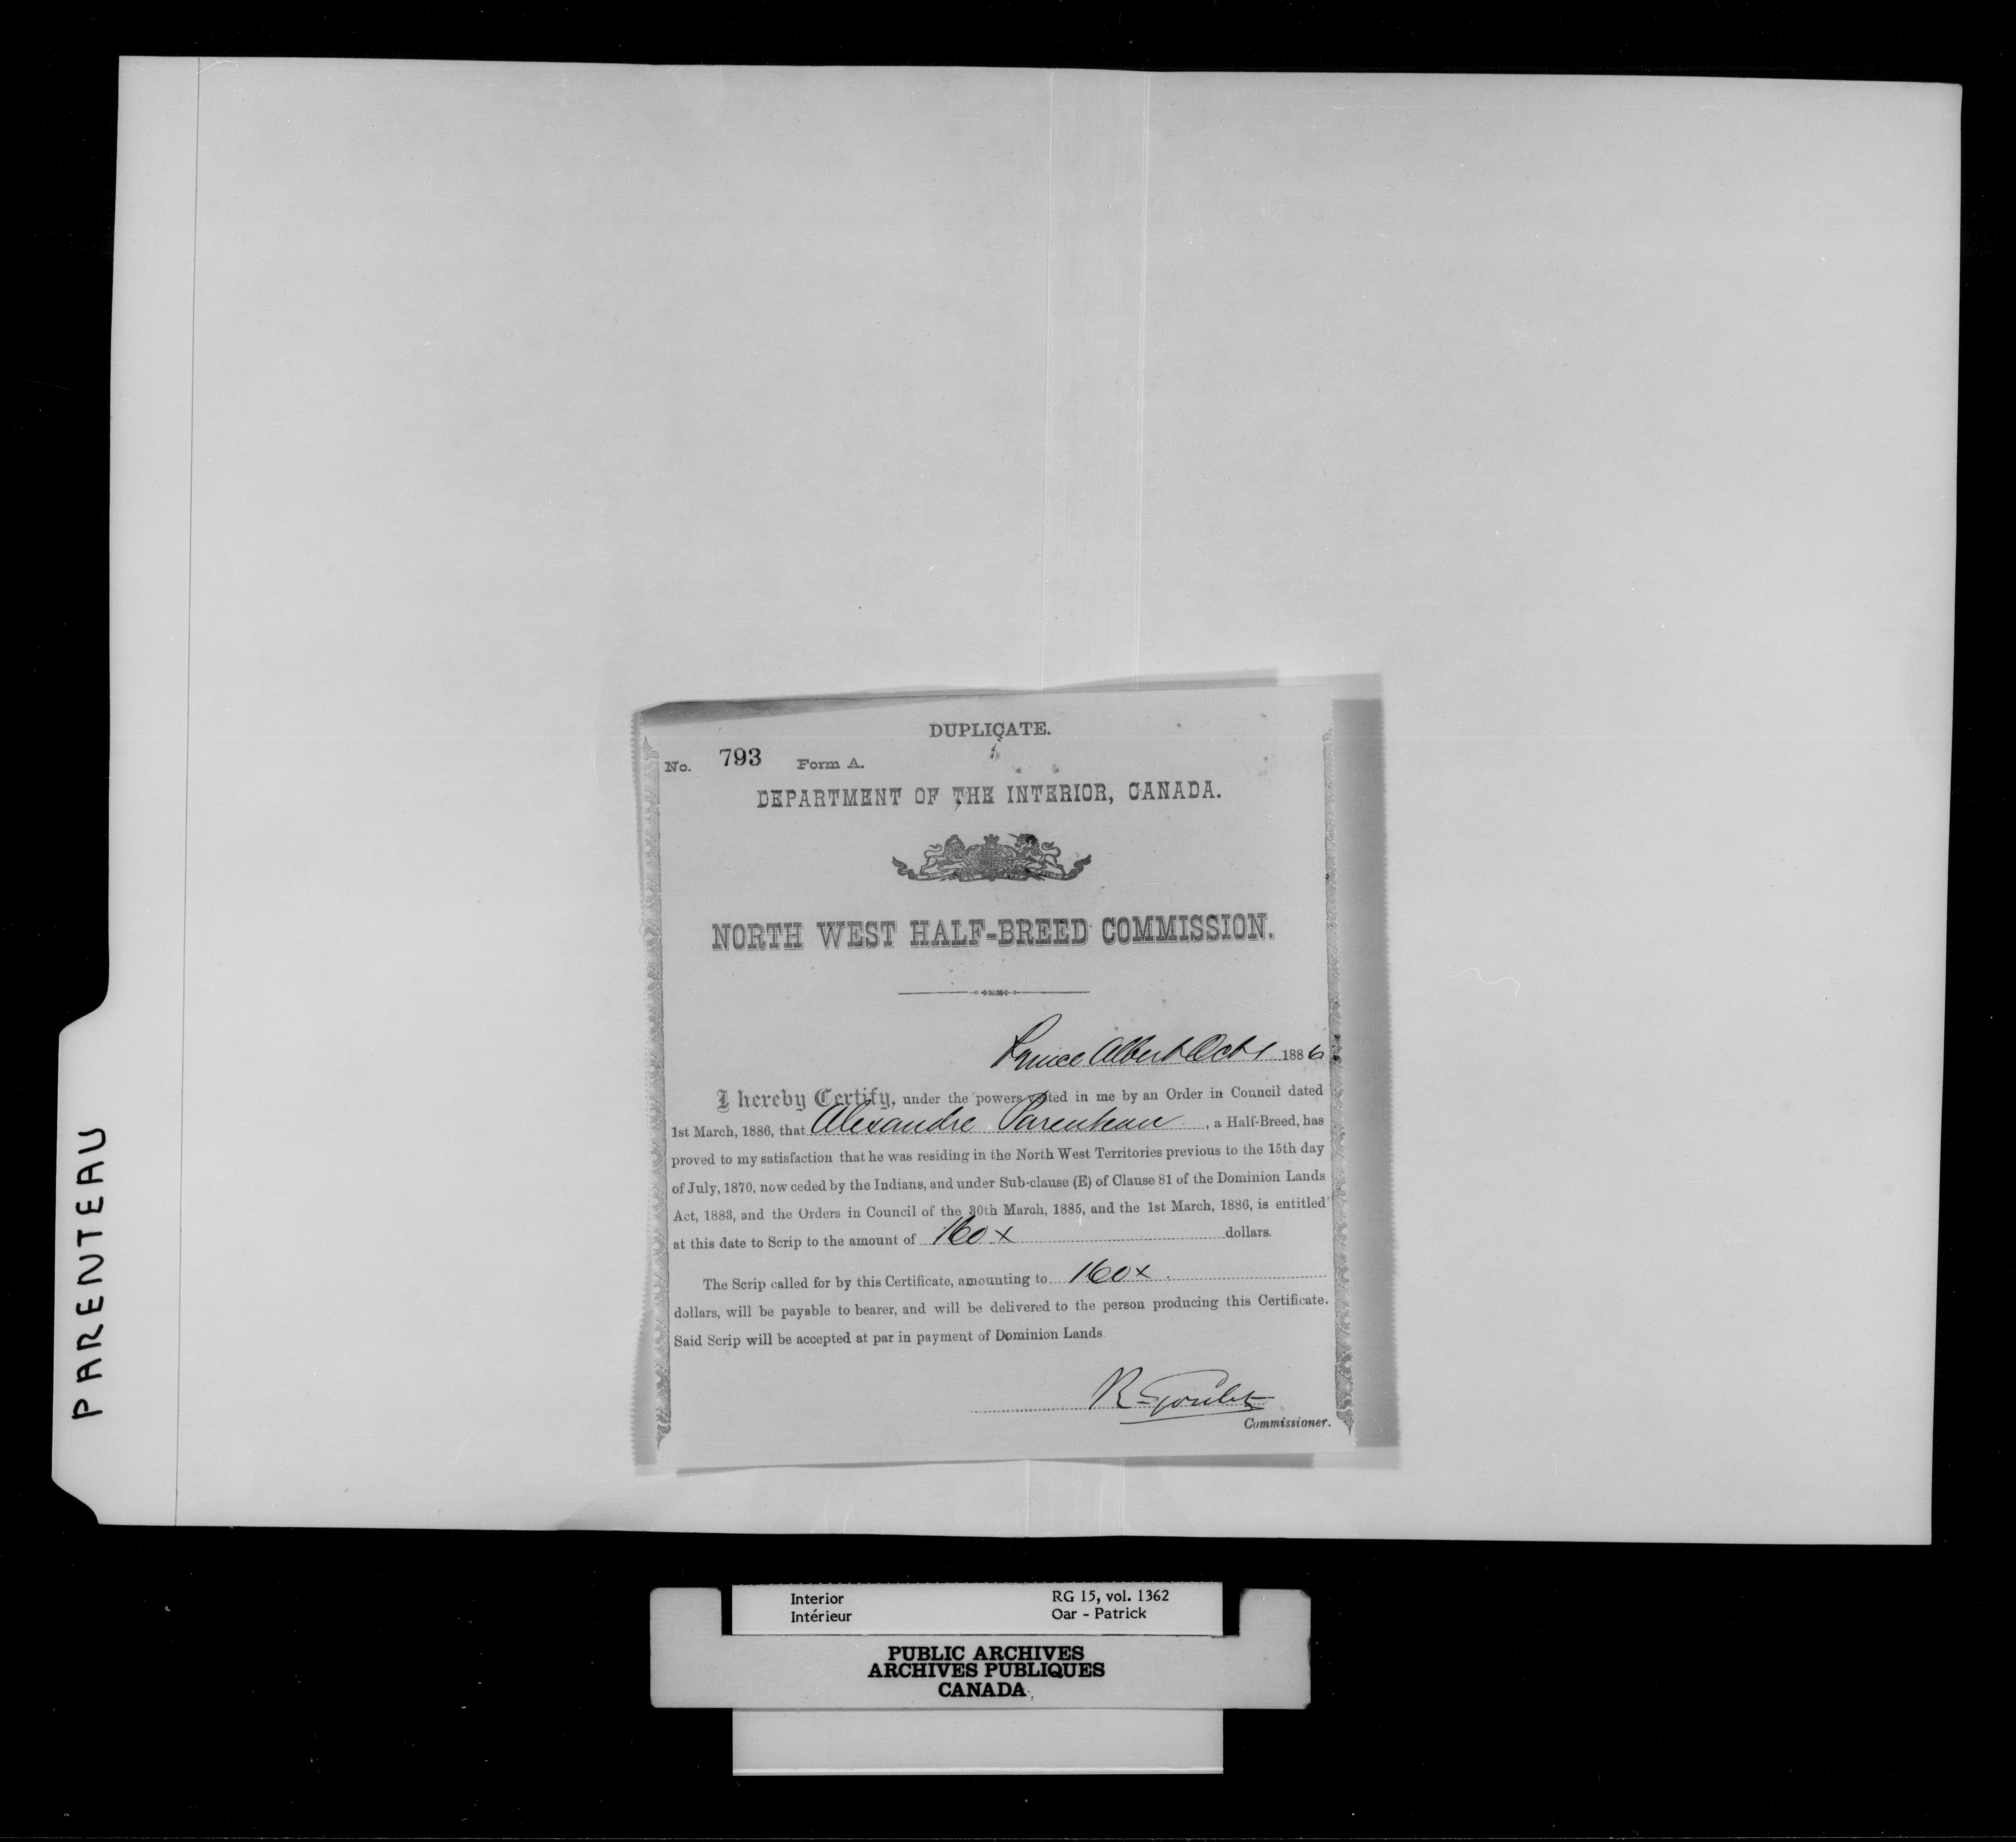 DUPLICATE.
No. 793 Form A.
DEPARTMENT OF THE INTERIOR, CANADA.
NORTH WEST HALF-BREED COMMISSION.
Prince Albert Oct 1 1886
I hereby Certify, under the powers vested in me by an Order in Council dated
1st March, 1886, that Alexandre Parenteau, a Half-Breed, has
proved to my satisfaction that he was residing in the North West Territories previous to the 15th day
of July, 1870, now ceded by the Indians, and under Sub-clause (E) of Clause 81 of the Dominion Lands
Act, 1883, and the Orders in Council of the 30th March, 1885, and the 1st March, 1886, is entitled
at this date to Scrip to the amount of 160 x dollars.
The Scrip called for by this Certificate, amounting to 160 x
dollars, will be payable to bearer, and will be delivered to the person producing this Certificate.
Said Scrip will be accepted at par in payment of Dominion Lands
R. Goulet
Commissioner.
PARENTEAU
Interior RG 15, vol. 1362
Intérieur Oar - Patrick
PUBLIC ARCHIVES
ARCHIVES PUBLIQUES
CANADA